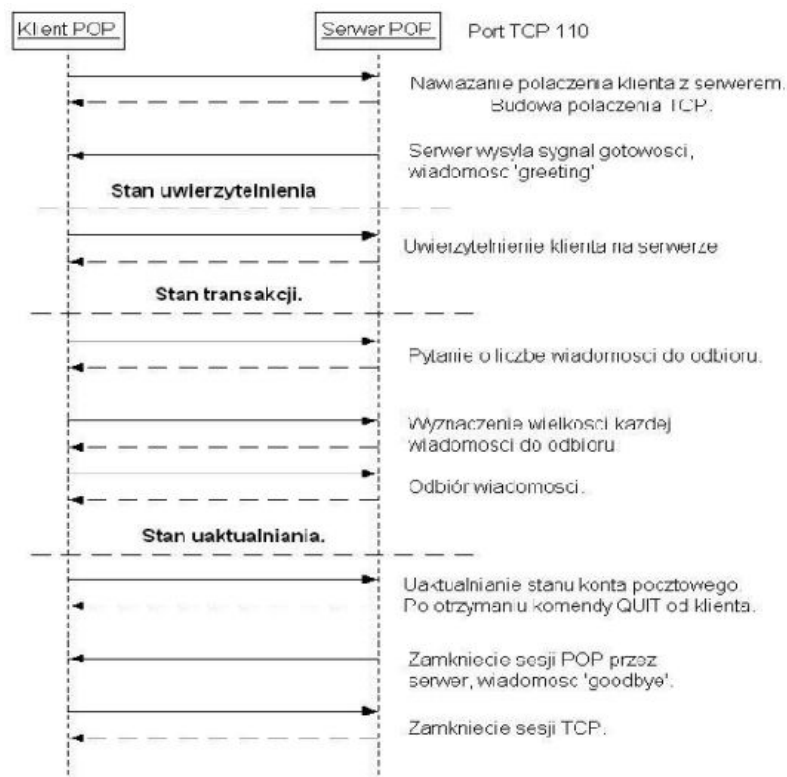 Klient POP
Serwer POP
Port TCP 110
Nawiazanie polaczenia klienta z serwerem.
Budowa polaczenia TCP.
Serwer wysyla sygnal gotowosci,
wiadomosc 'greeting'
Stan uwierzytelnienia
Uwierzytelnienie klienta na serwerze
Stan transakcji.
Pytanie o liczbe wiadomosci do odbioru.
Wyznaczenie wielkosci kazdej
wiadomosci do odbioru
Odbiór wiadomosci.
Stan uaktualniania.
Uaktualnianie stanu konta pocztowego.
Po otrzymaniu komendy QUIT od klienta.
Zamkniecie sesji POP przez
serwer, wiadomosc 'goodbye'.
Zamkniecie sesji TCP.